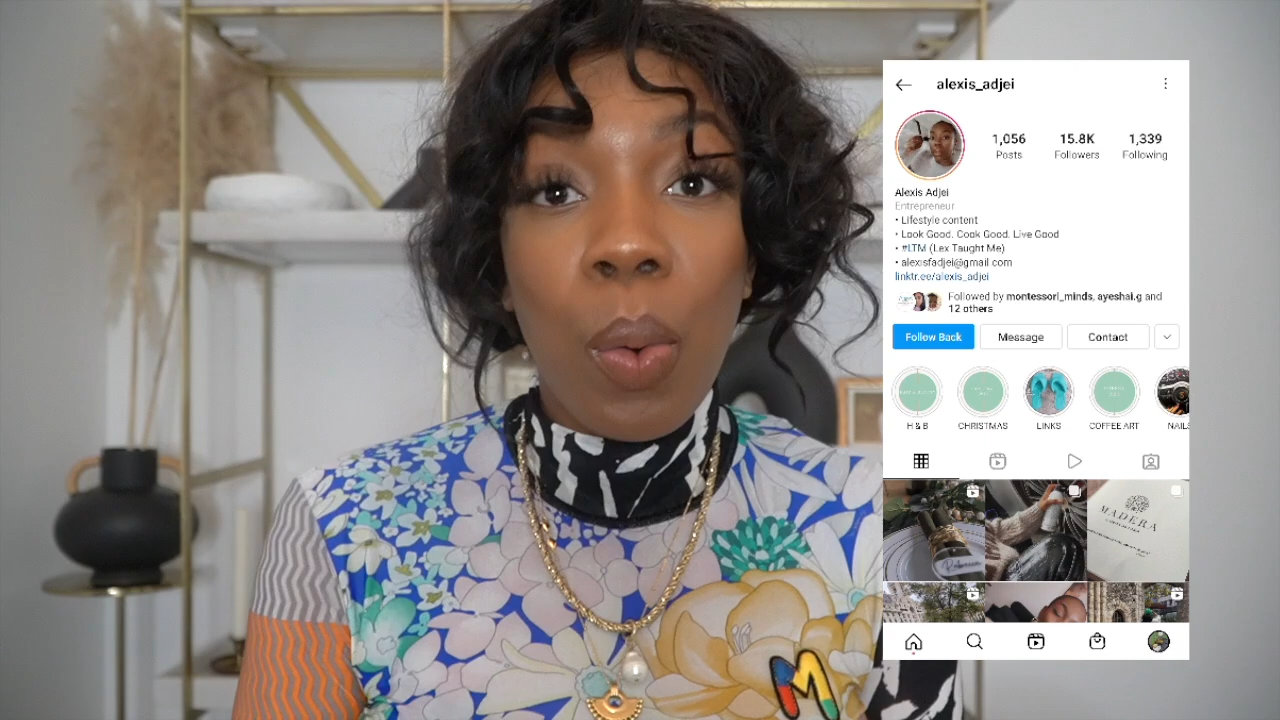 alexis_adjei
1,056
Posts
15.8K
Followers
1,339
Following
Alexis Adjei
Entrepreneur
• Lifestyle content
• Look Good. Cook Good. Live Good
• #LTM (Lex Taught Me)
• alexisfadjei@gmail.com
linktr.ee/alexis_adjei
Followed by montessori_minds, ayeshai.g and
12 others
Follow Back
Message
Contact
H & B
CHRISTMAS
LINKS
COFFEE ART
NAILS
MADERA
Rebecca
M